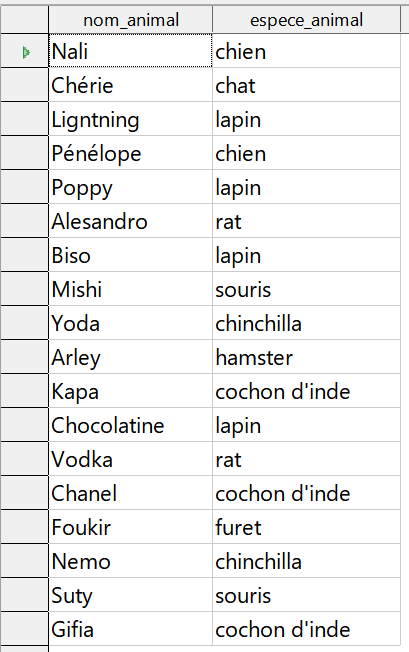 nom_animal espece_animal
Nali chien
Chérie chat
Ligntning lapin
Pénélope chien
Poppy lapin
Alesandro rat
Biso lapin
Mishi souris
Yoda chinchilla
Arley hamster
Kapa cochon d'inde
Chocolatine lapin
Vodka rat
Chanel cochon d'inde
Foukir furet
Nemo chinchilla
Suty souris
Gifia cochon d'inde